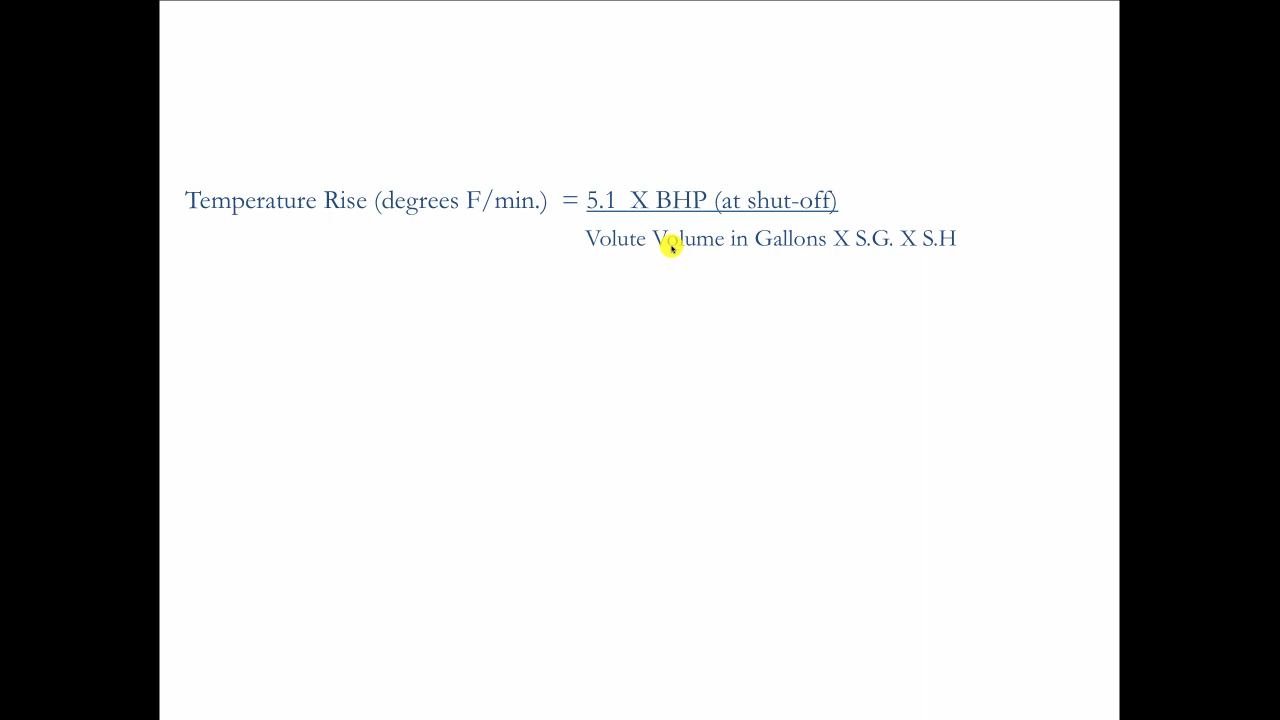 Temperature Rise (degrees F/min.) = 5.1 X BHP (at shut-off)
Volute Volume in Gallons X S.G. X S.H